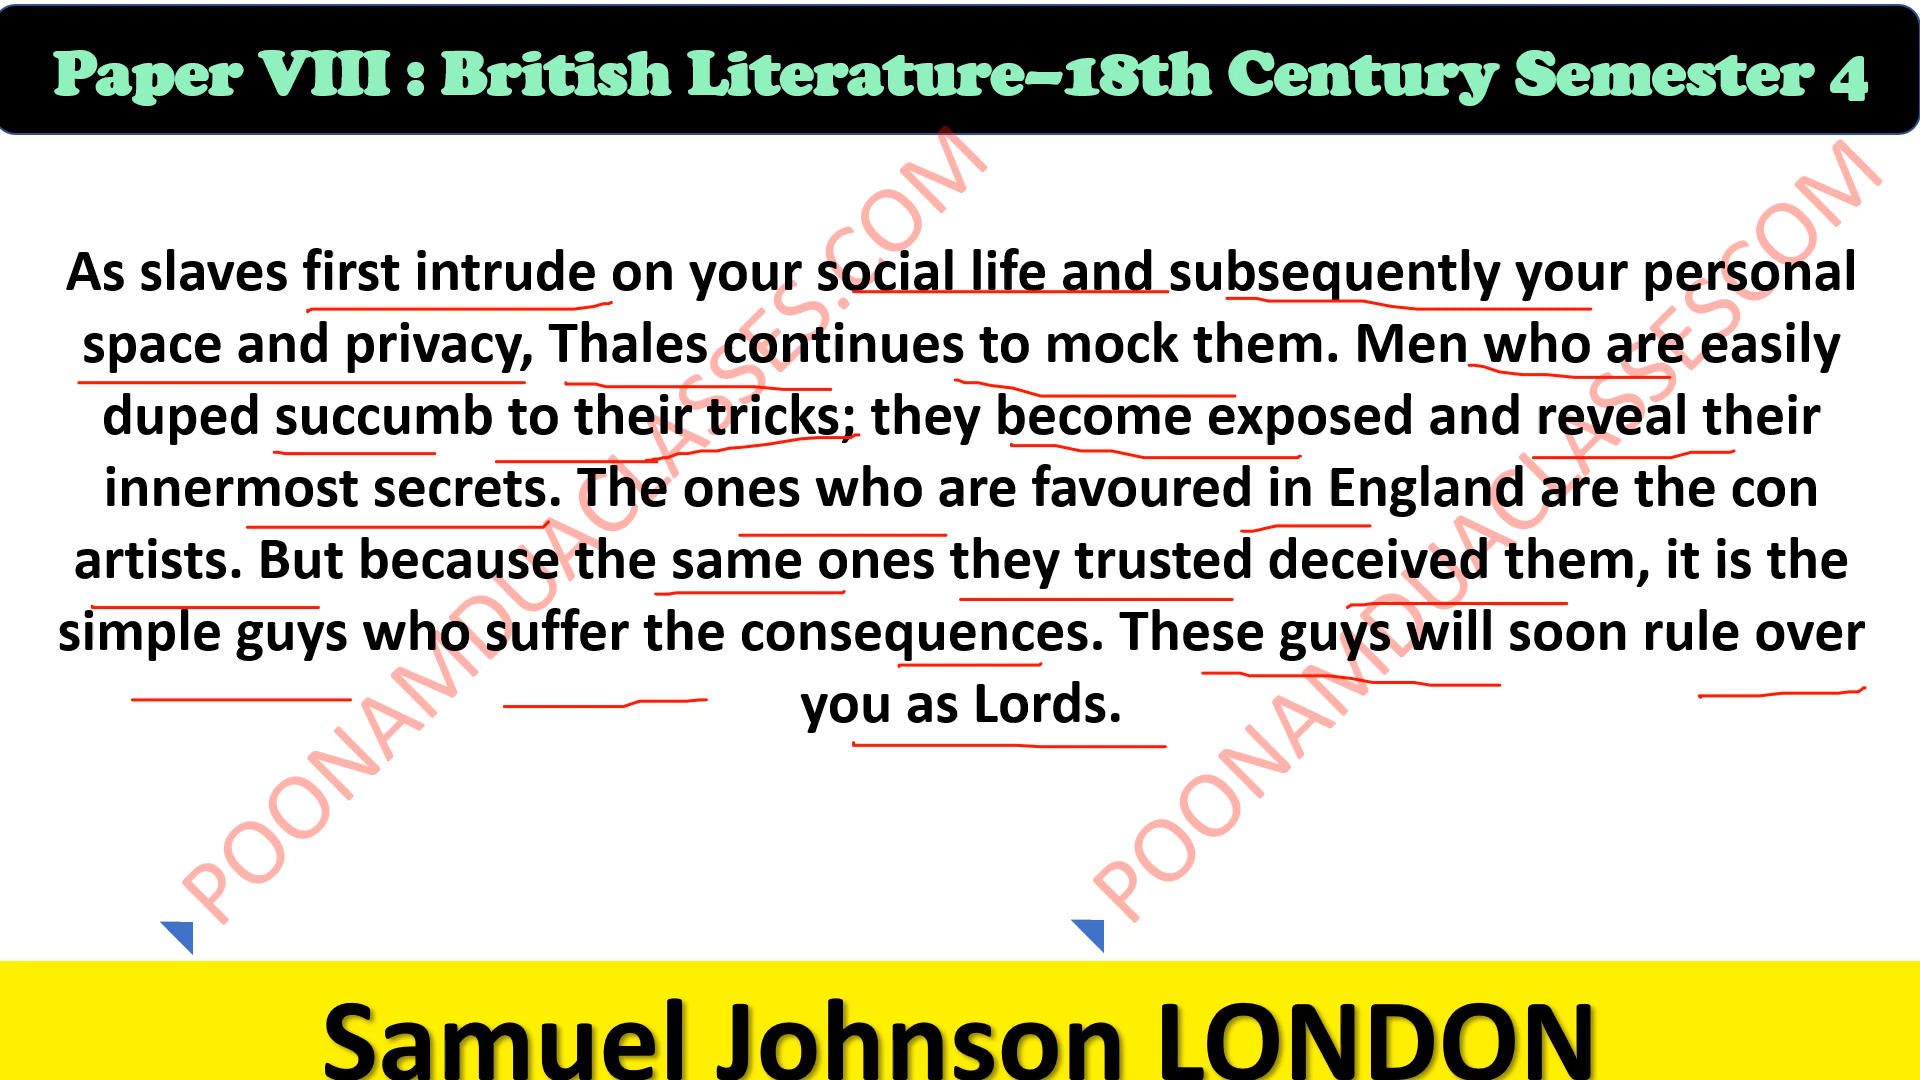 Paper VIII : British Literature–18th Century Semester 4
As slaves first intrude on your social life and subsequently your personal
space and privacy, Thales continues to mock them. Men who are easily
duped succumb to their tricks; they become exposed and reveal their
innermost secrets. The ones who are favoured in England are the con
artists. But because the same ones they trusted deceived them, it is the
simple guys who suffer the consequences. These guys will soon rule over
you as Lords.
POONAMDUACLASSES.COM
POONAMDUACLASSESCOM
Samuel Johnson LONDON